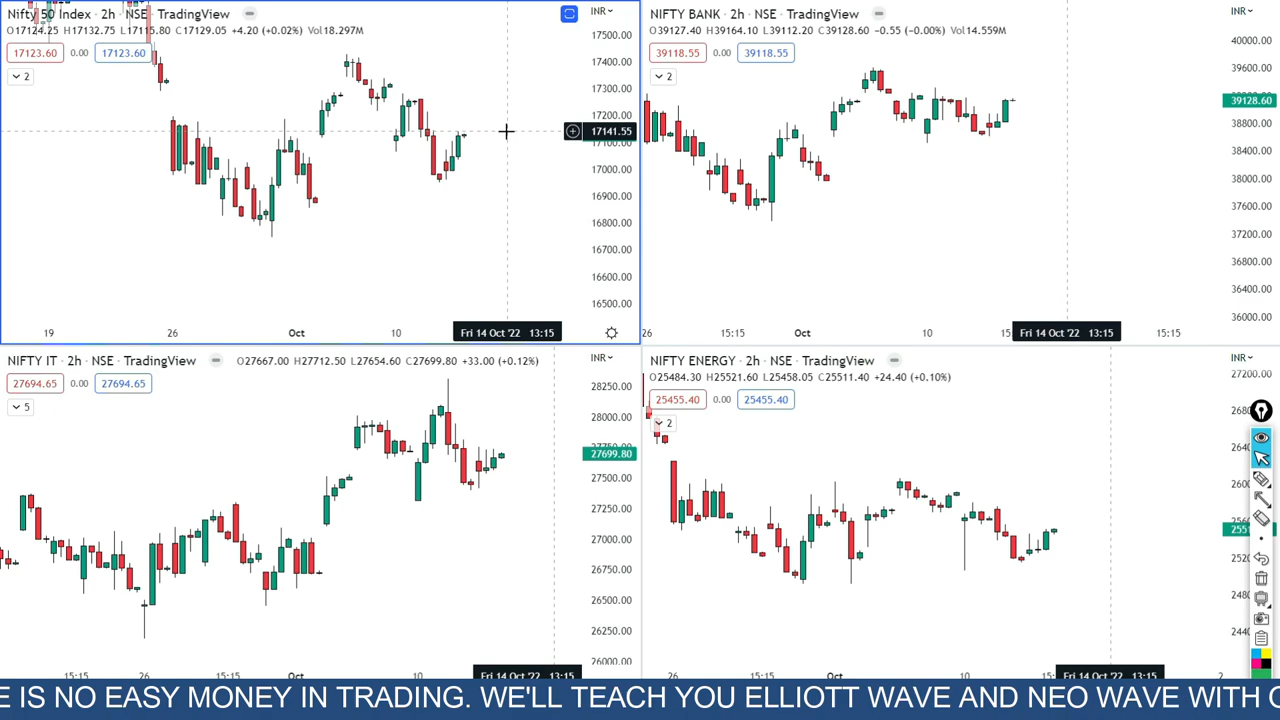 Nifty 50 Index · 2h · NSE · TradingView
INR
O17124.25 H17132.75 L17115.80 C17129.05 +4.20 (+0.02%) Vol18.297M
17123.60 0.00 17123.60
2
17500.00
17400.00
17300.00
17200.00
17141.55
17100.00
17000.00
16900.00
16800.00
16700.00
16600.00
16500.00
19 26 Oct 10 Fri 14 Oct '22 13:15
NIFTY BANK · 2h · NSE · TradingView
INR
O39127.40 H39164.10 L39112.20 C39128.60 −0.55 (−0.00%) Vol14.559M
39118.55 0.00 39118.55
2
40000.00
39600.00
39128.60
38800.00
38400.00
38000.00
37600.00
37200.00
36800.00
36400.00
36000.00
26 15:15 Oct 10 15: Fri 14 Oct '22 13:15 15:15
NIFTY IT · 2h · NSE · TradingView
O27667.00 H27712.50 L27654.60 C27699.80 +33.00 (+0.12%)
INR
27694.65 0.00 27694.65
5
28250.00
28000.00
27699.80
27500.00
27250.00
27000.00
26750.00
26500.00
26250.00
26000.00
15:15 26 15:15 Oct 10 Fri 14 Oct '22 13:15
NIFTY ENERGY · 2h · NSE · TradingView
INR
O25484.30 H25521.60 L25458.05 C25511.40 +24.40 (+0.10%)
25455.40 0.00 25455.40
2
27200.00
26 Oct 10 15: Fri 14 Oct '22 13:15
E IS NO EASY MONEY IN TRADING. WE'LL TEACH YOU ELLIOTT WAVE AND NEO WAVE WITH